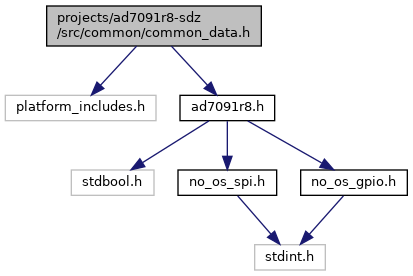 projects/ad7091r8-sdz
/src/common/common_data.h
platform_includes.h
ad7091r8.h
stdbool.h
no_os_spi.h
no_os_gpio.h
stdint.h